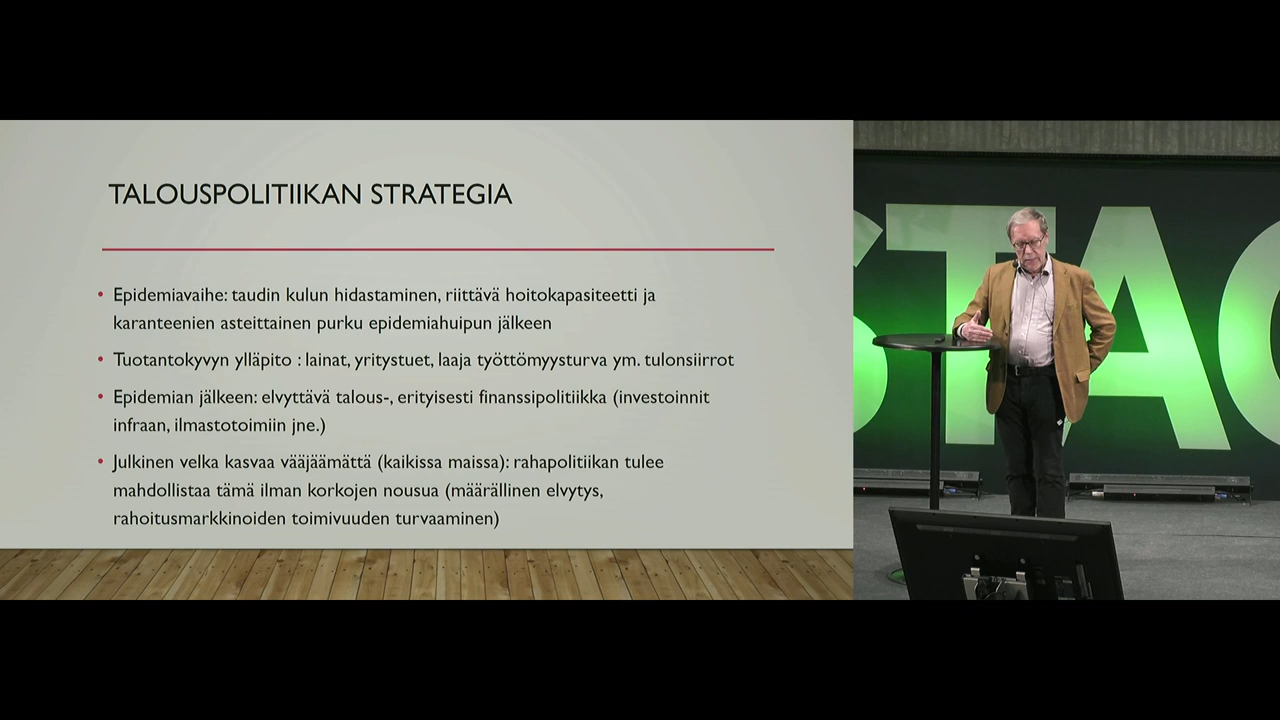 TALOUSPOLITIIKAN STRATEGIA
• Epidemiavaihe: taudin kulun hidastaminen, riittävä hoitokapasiteetti ja
karanteenien asteittainen purku epidemiahuipun jälkeen
• Tuotantokyvyn ylläpito : lainat, yritystuet, laaja työttömyysturva ym. tulonsiirrot
• Epidemian jälkeen: elvyttävä talous-, erityisesti finanssipolitiikka (investoinnit
infraan, ilmastotoimiin jne.)
• Julkinen velka kasvaa vääjäämättä (kaikissa maissa): rahapolitiikan tulee
mahdollistaa tämä ilman korkojen nousua (määrällinen elvytys,
rahoitusmarkkinoiden toimivuuden turvaaminen)
STAG